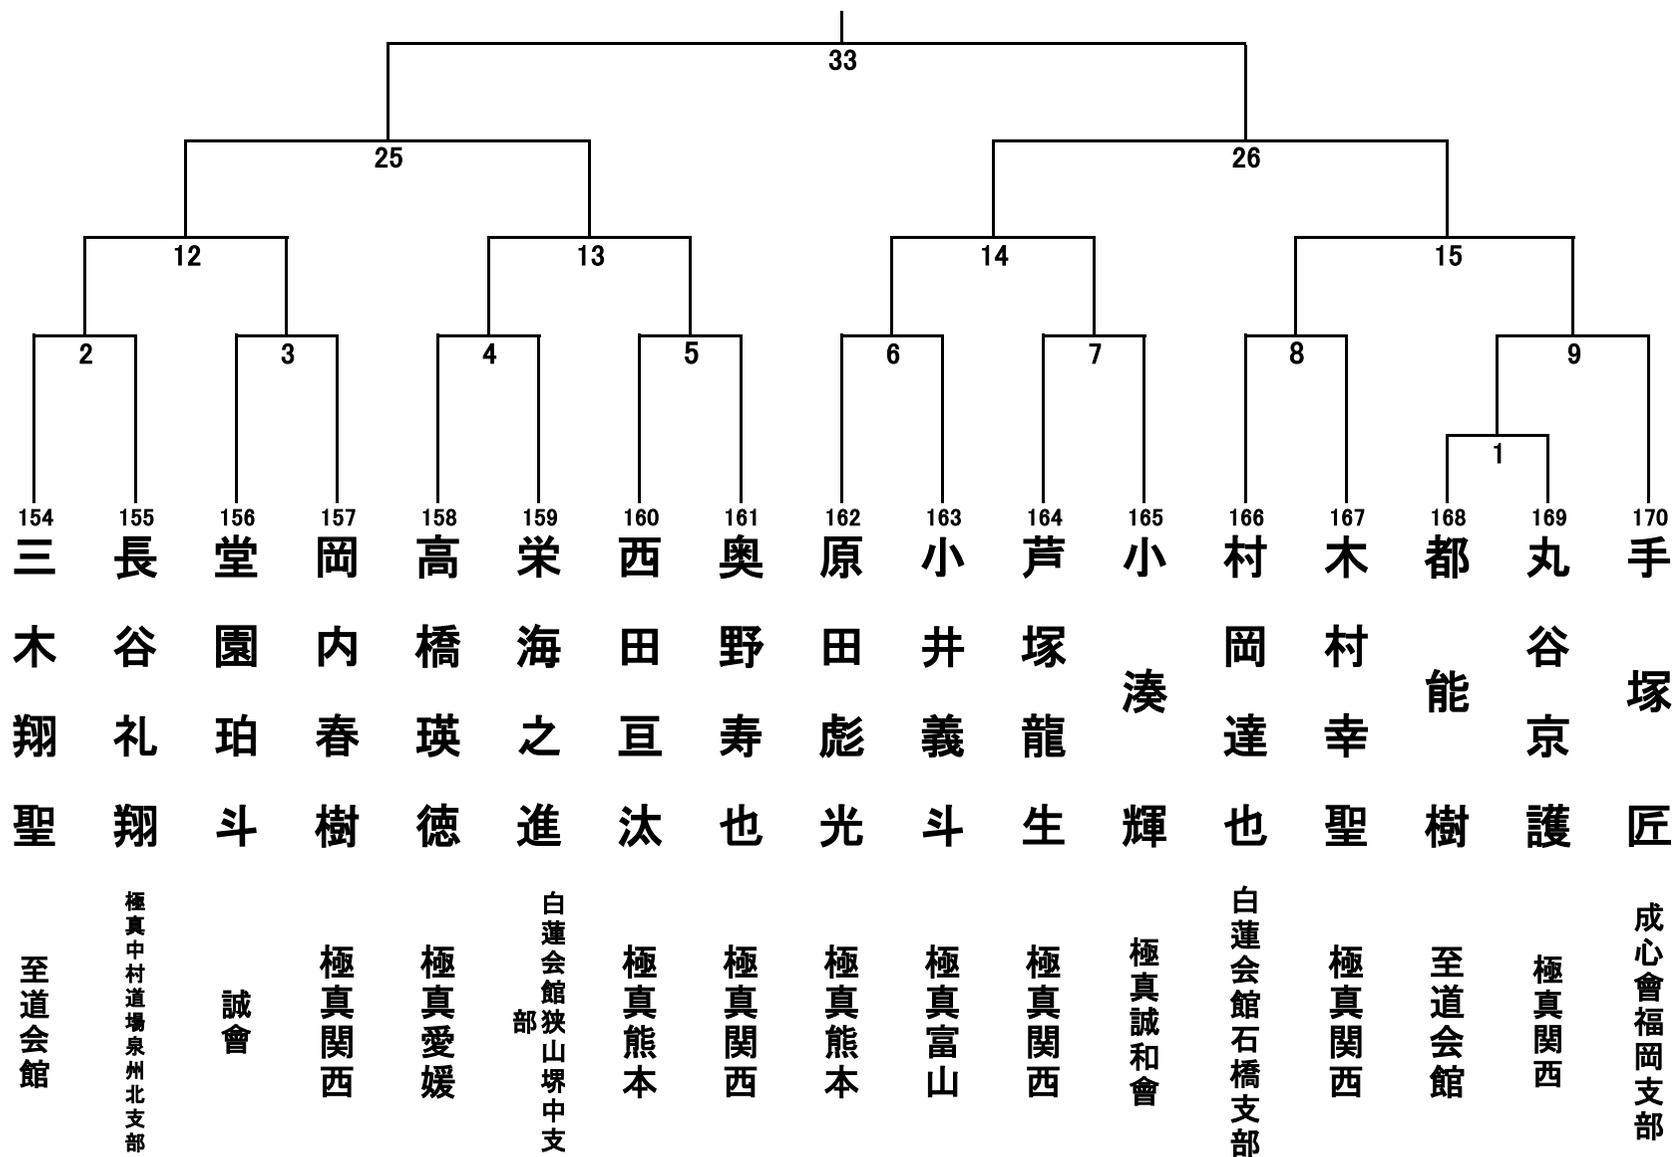 33
25
26
12
13
14
15
2
3
4
5
6
7
8
9
1
154
155
156
157
158
159
160
161
162
163
164
165
166
167
168
169
170
三木翔聖
長谷礼翔
堂園珀斗
岡内春樹
高橋瑛徳
栄海之進
西田亘汰
奥野寿也
原田彪光
小井義斗
芦塚龍生
小湊輝
村岡達也
木村幸聖
都能樹
丸谷京護
手塚匠
至道会館
極真中村道場泉州北支部
誠會
極真関西
極真愛媛
白蓮会館狭山堺中支
部
極真熊本
極真関西
極真熊本
極真富山
極真関西
極真誠和會
白蓮会館石橋支部
極真関西
至道会館
極真関西
成心會福岡支部